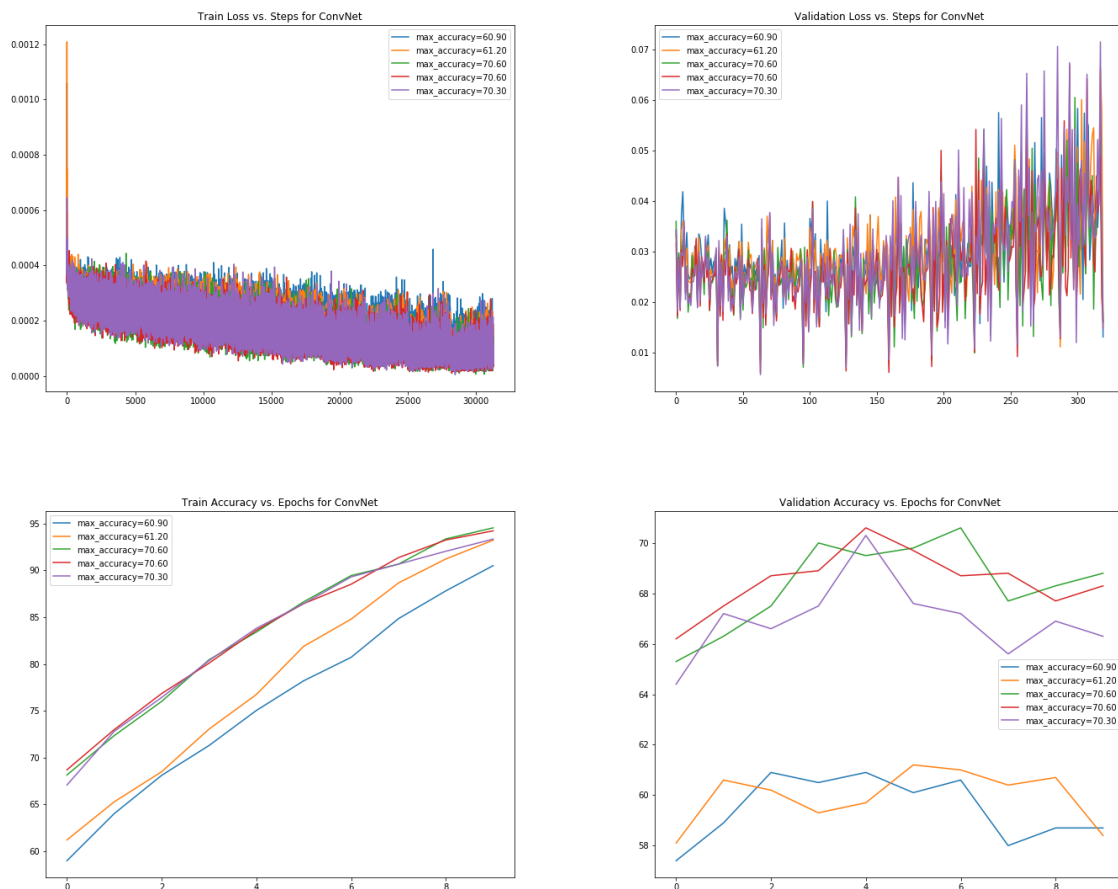 Train Loss vs. Steps for ConvNet
0.0012
0.0010
0.0008
0.0006
0.0004
0.0002
0.0000
max_accuracy=60.90
max_accuracy=61.20
max_accuracy=70.60
max_accuracy=70.60
max_accuracy=70.30
0 5000 10000 15000 20000 25000 30000
Validation Loss vs. Steps for ConvNet
0.07
0.06
0.05
0.04
0.03
0.02
0.01
max_accuracy=60.90
max_accuracy=61.20
max_accuracy=70.60
max_accuracy=70.60
max_accuracy=70.30
0 50 100 150 200 250 300
Train Accuracy vs. Epochs for ConvNet
95
90
85
80
75
70
65
60
max_accuracy=60.90
max_accuracy=61.20
max_accuracy=70.60
max_accuracy=70.60
max_accuracy=70.30
0 2 4 6 8
Validation Accuracy vs. Epochs for ConvNet
70
68
66
64
62
60
58
max_accuracy=60.90
max_accuracy=61.20
max_accuracy=70.60
max_accuracy=70.60
max_accuracy=70.30
0 2 4 6 8